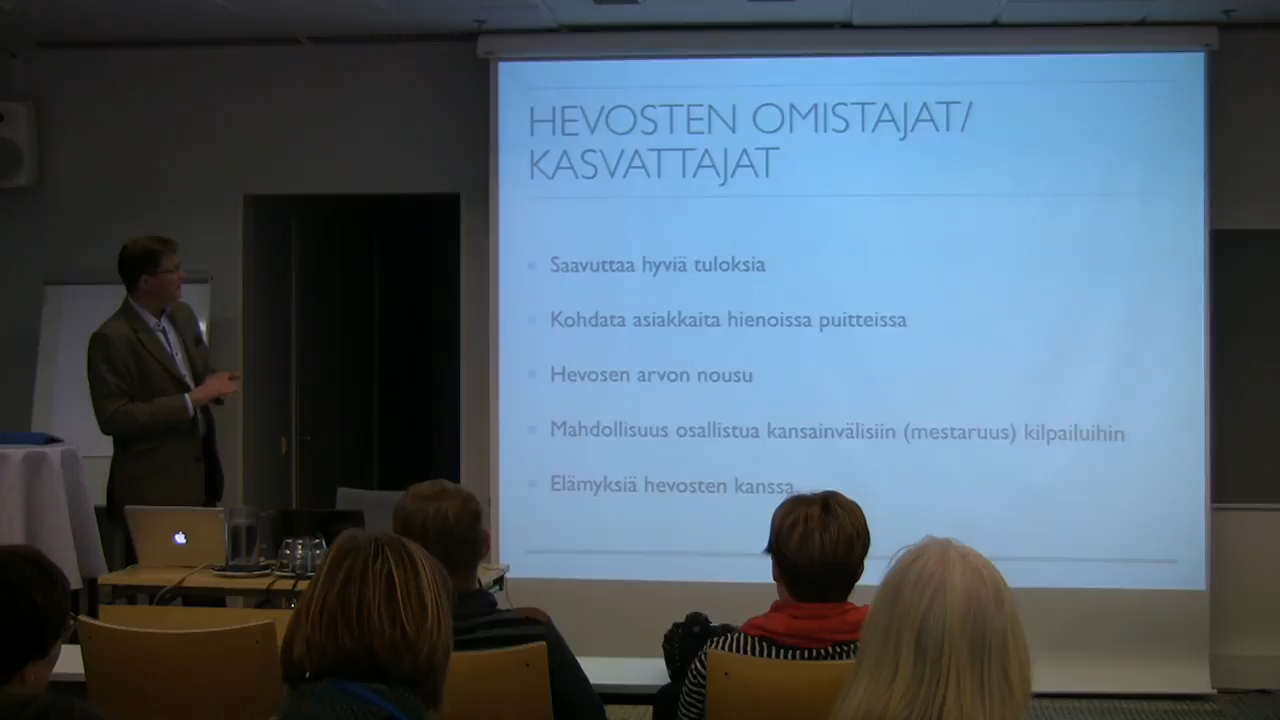 HEVOSTEN OMISTAJAT/
KASVATTAJAT
Saavuttaa hyviä tuloksia
Kohdata asiakkaita hienoissa puitteissa
Hevosen arvon nousu
Mahdollisuus osallistua kansainvälisiin (mestaruus) kilpailuihin
Elämyksiä hevosten kanssa